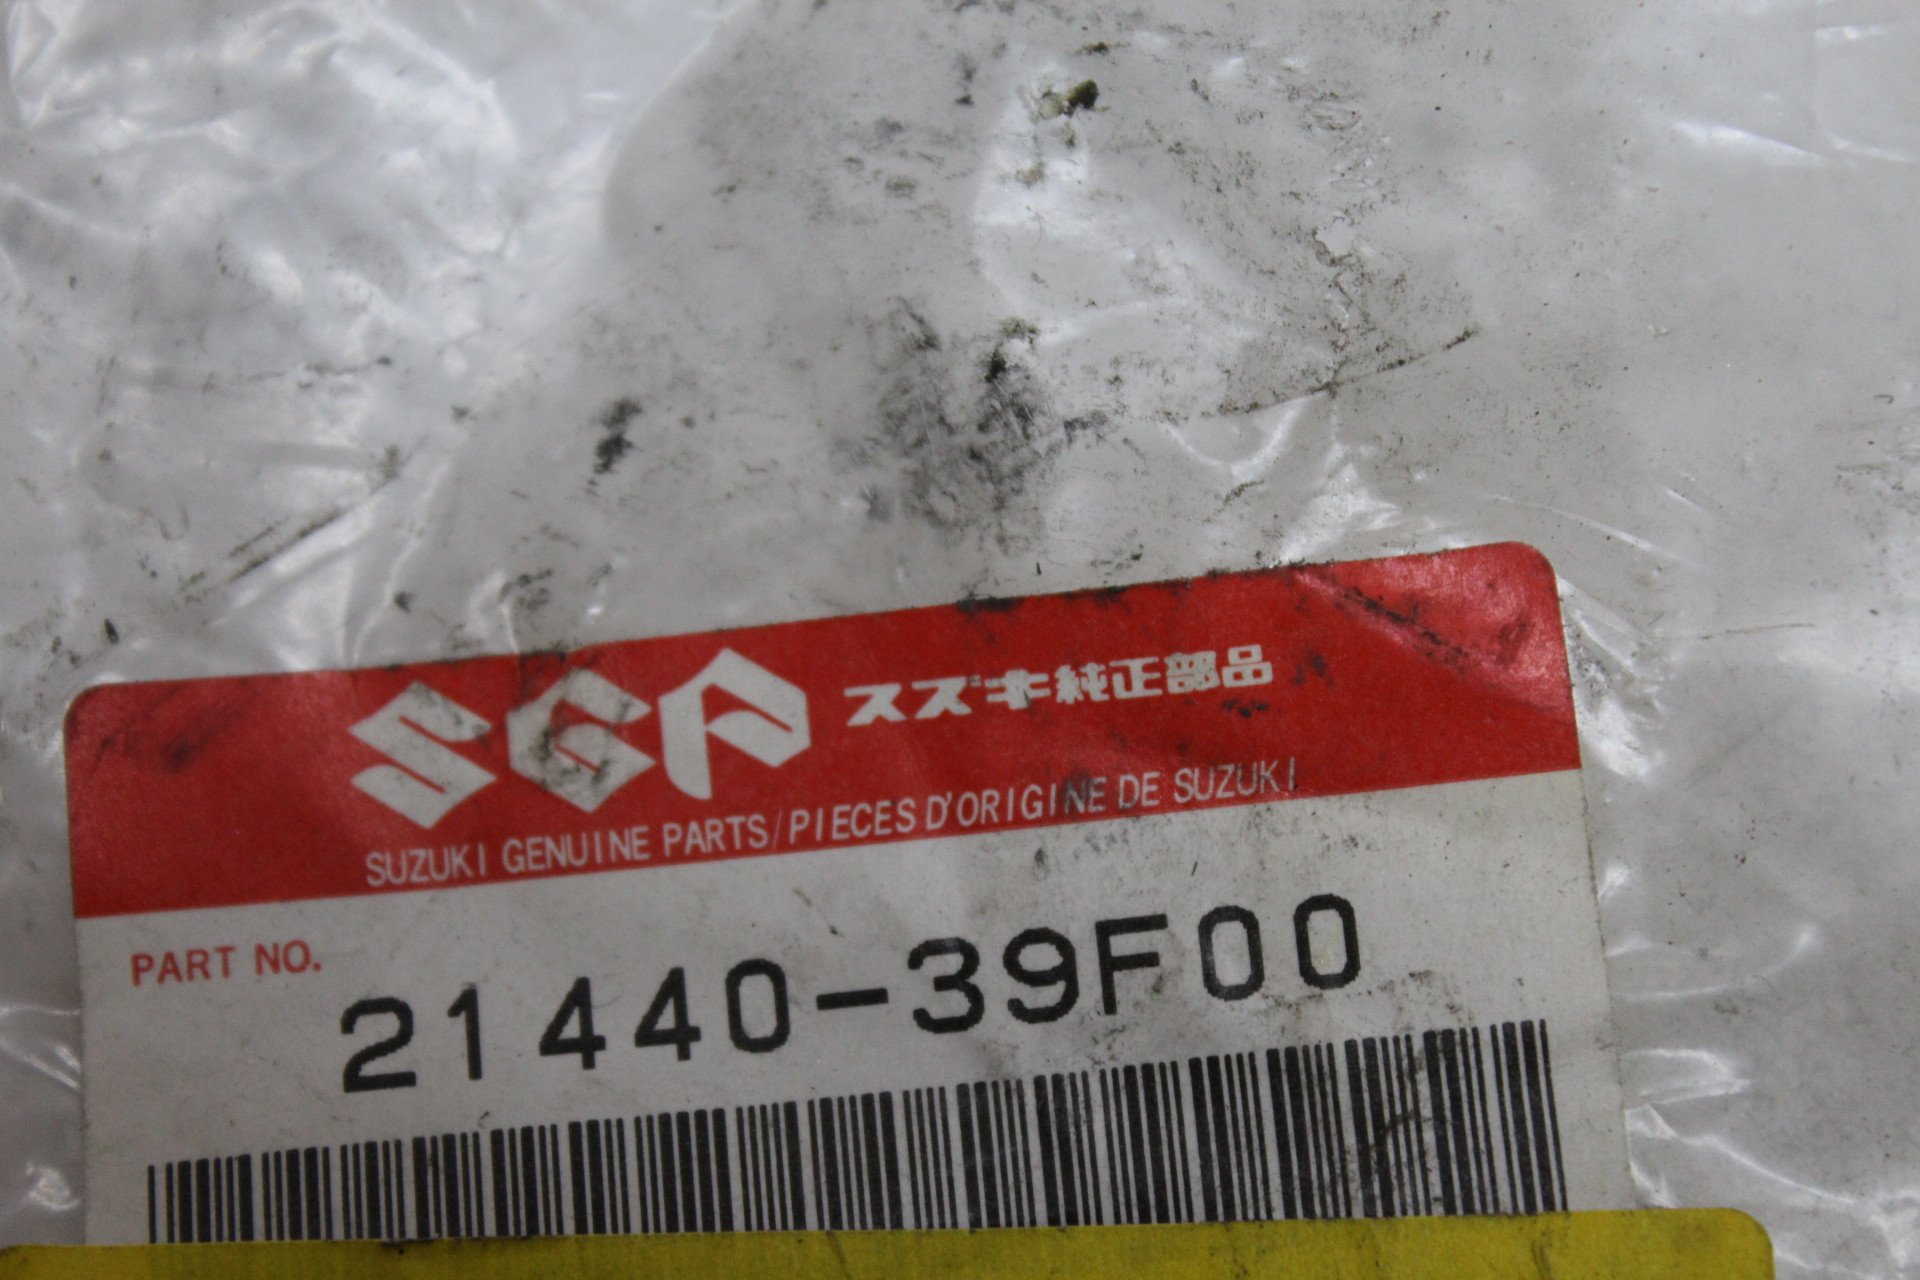 SGP スズキ純正部品
SUZUKI GENUINE PARTS/PIECES D'ORIGINE DE SUZUKI
PART NO.
21440-39F00